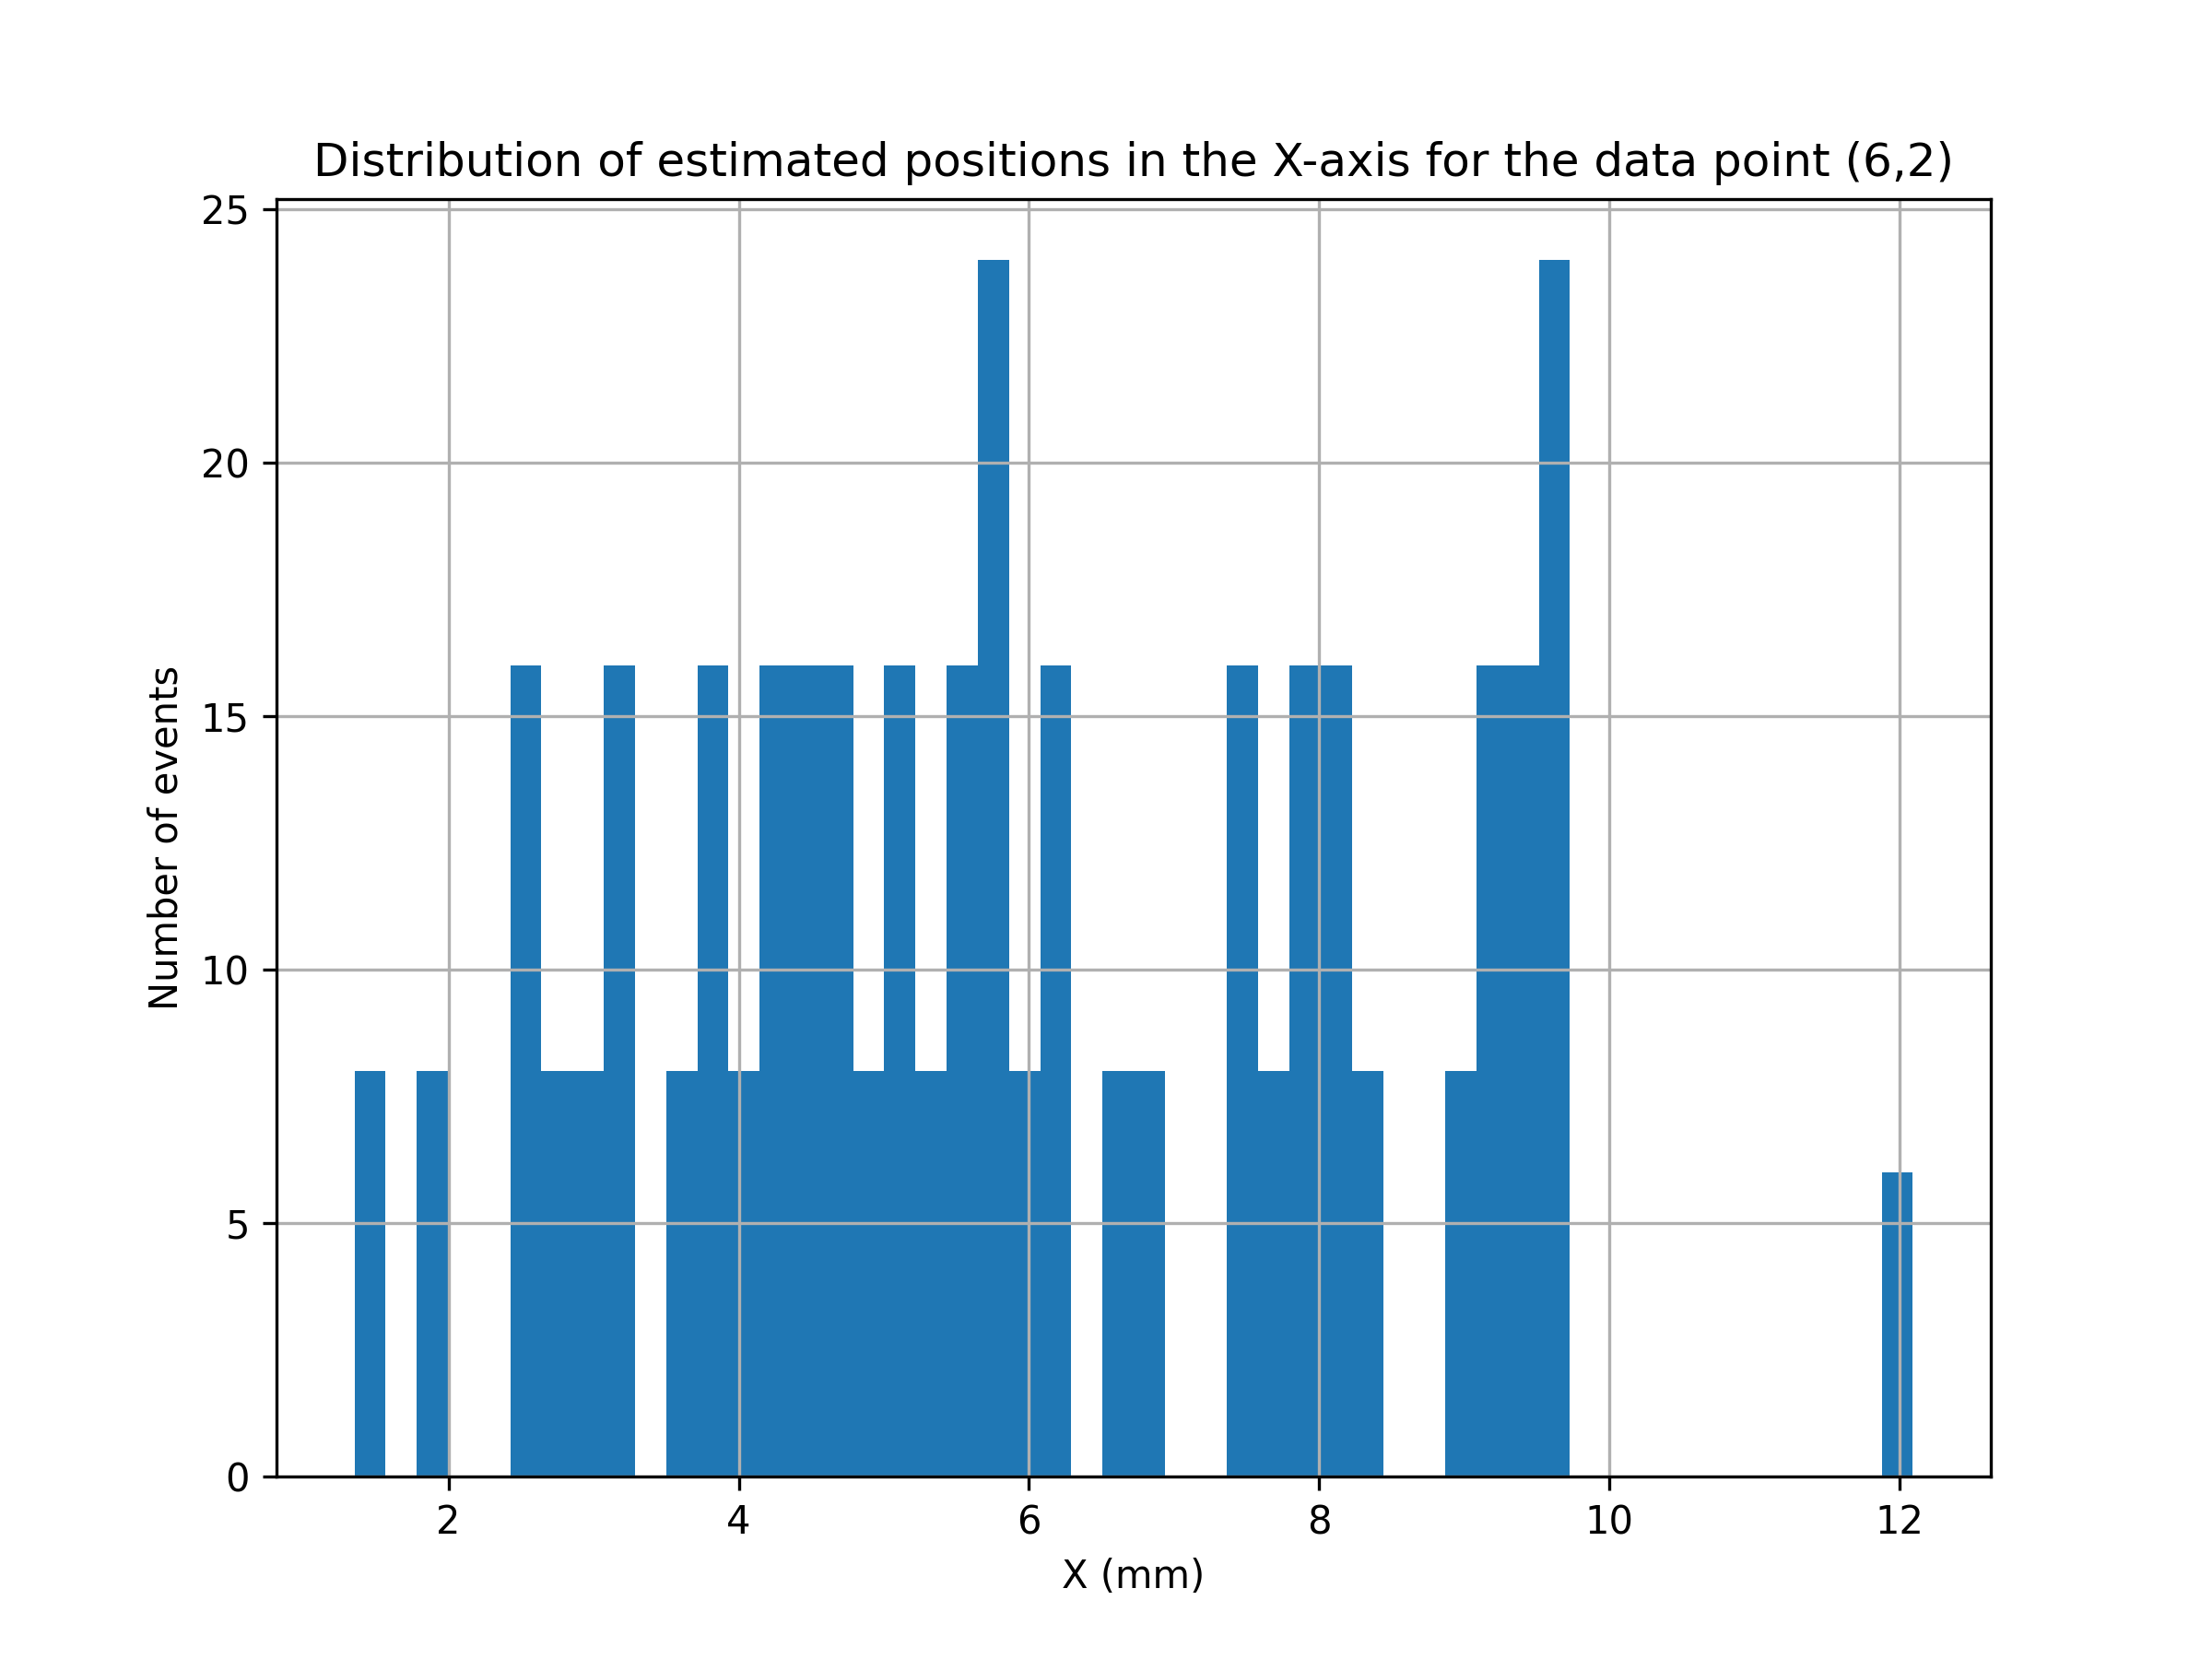 Distribution of estimated positions in the X-axis for the data point (6,2)
25
20
15
10
5
0
Number of events
2 4 6 8 10 12
X (mm)